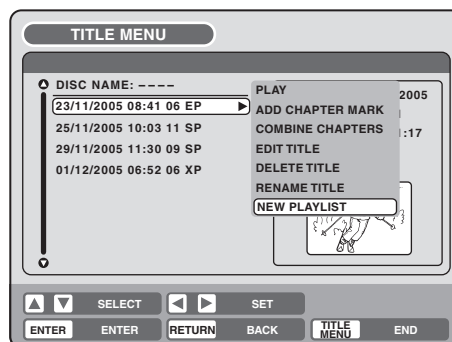 TITLE MENU
DISC NAME: ----
23/11/2005 08:41 06 EP
25/11/2005 10:03 11 SP
29/11/2005 11:30 09 SP
01/12/2005 06:52 06 XP
PLAY
ADD CHAPTER MARK
COMBINE CHAPTERS
EDIT TITLE
DELETE TITLE
RENAME TITLE
NEW PLAYLIST
2005
:17
SELECT SET
ENTER ENTER RETURN BACK TITLE MENU END